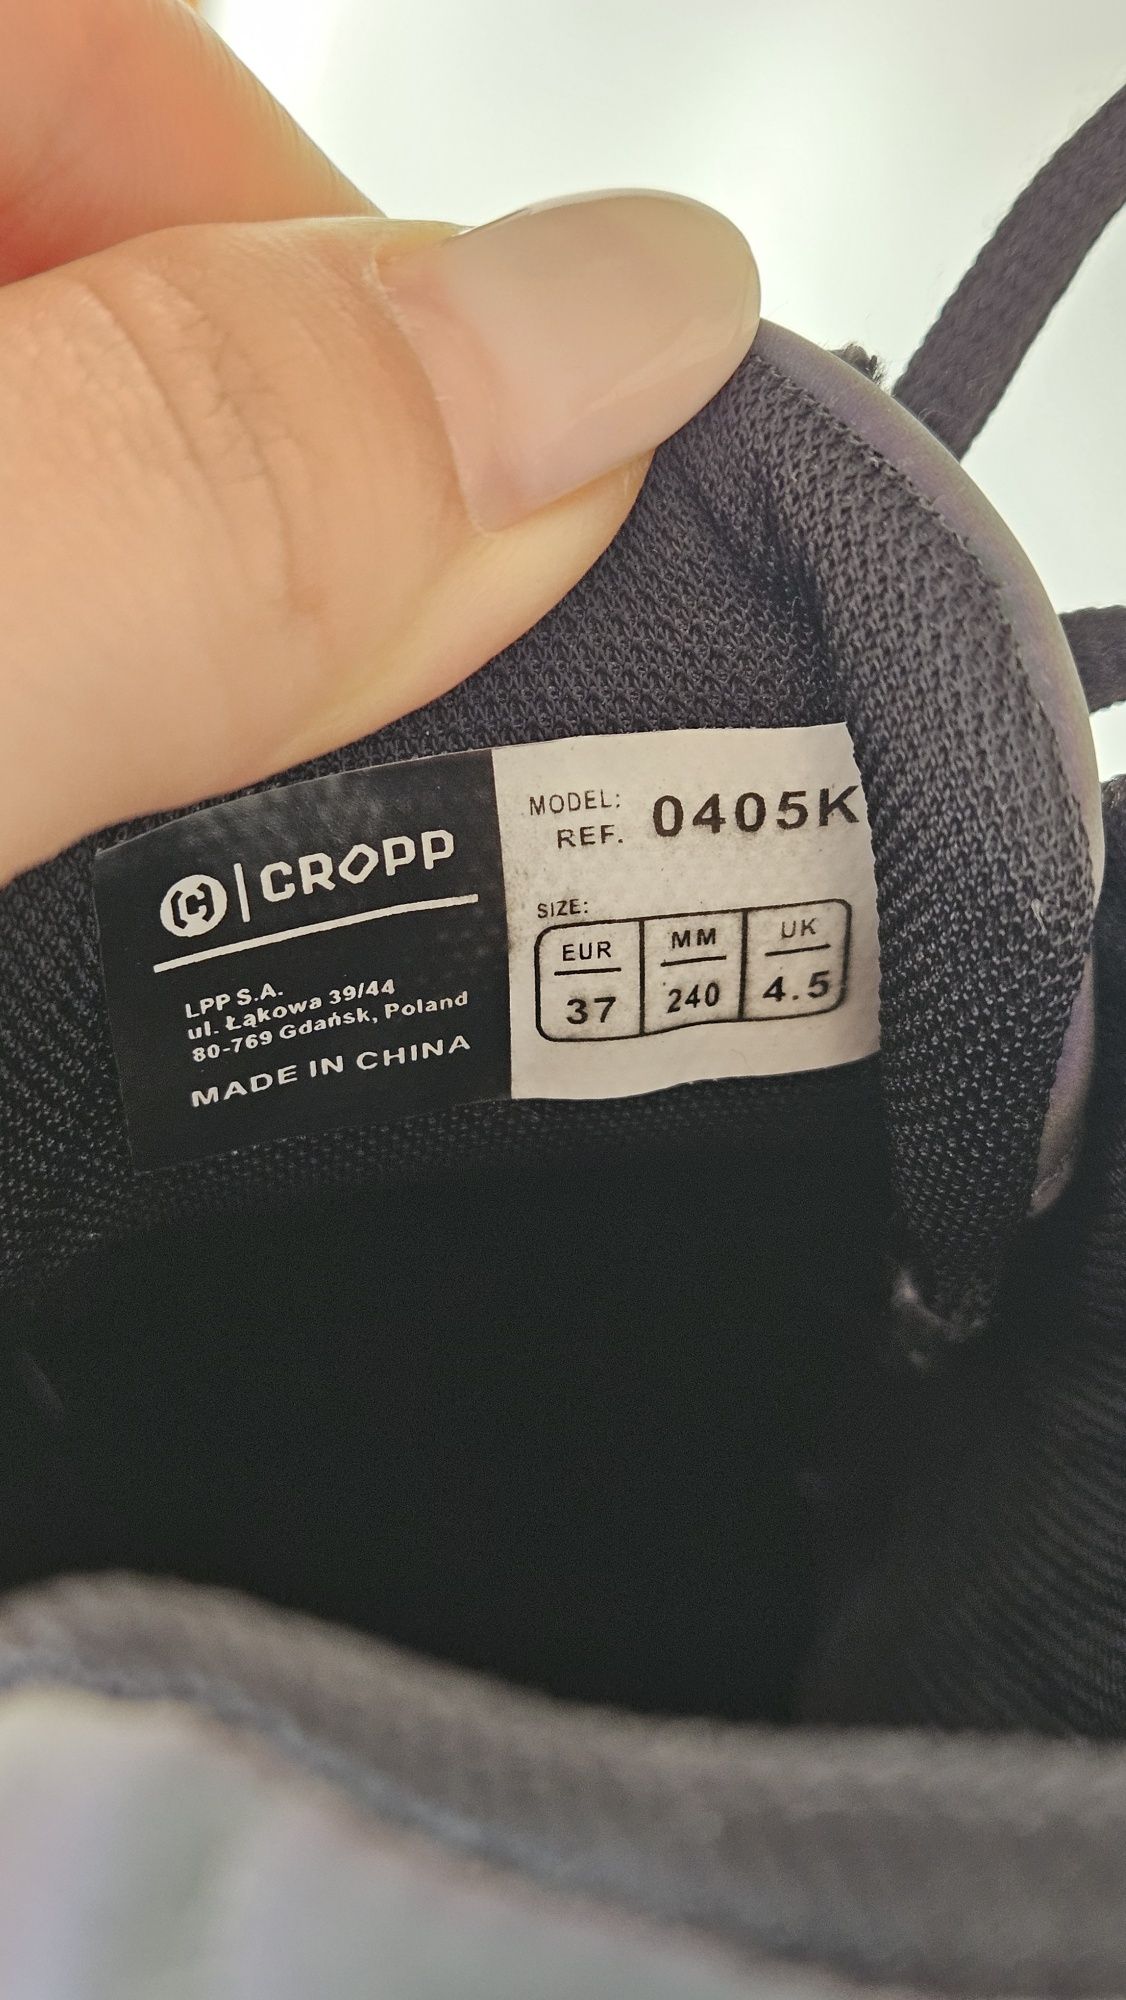 C | CROPP
LPP S.A.
ul. Łąkowa 39/44
80-769 Gdańsk, Poland
MADE IN CHINA
MODEL: 0405K
REF.
SIZE:
EUR MM UK
37 240 4.5